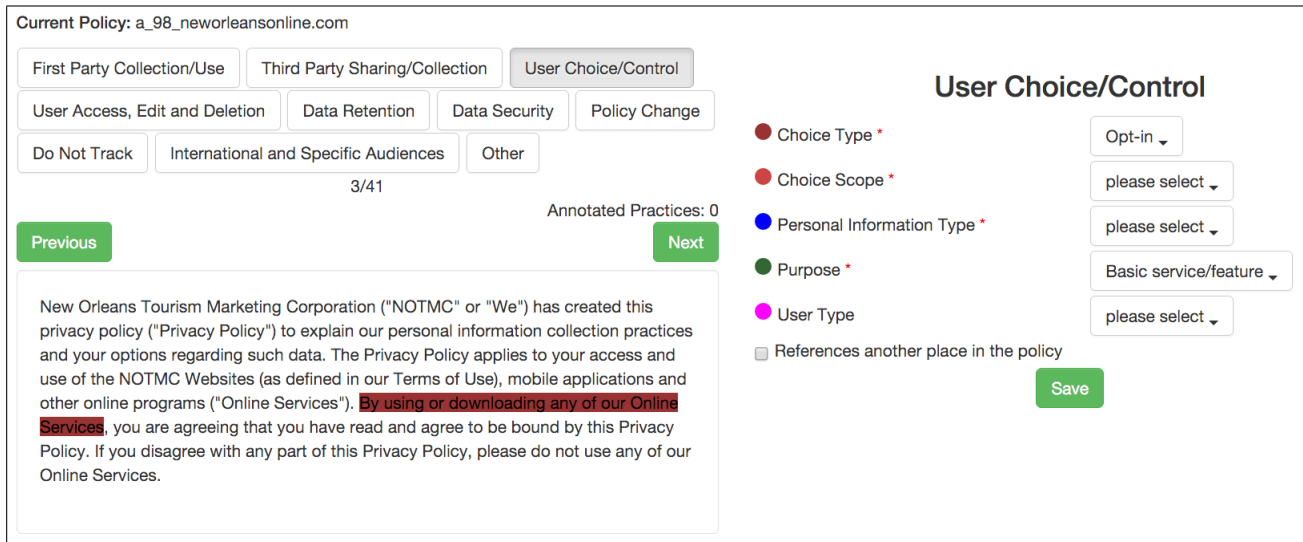 Current Policy: a_98_neworleansonline.com
First Party Collection/Use
Third Party Sharing/Collection
User Choice/Control
User Access, Edit and Deletion
Data Retention
Data Security
Policy Change
Do Not Track
International and Specific Audiences
Other
3/41
Annotated Practices: 0
Previous
Next
New Orleans Tourism Marketing Corporation ("NOTMC" or "We") has created this
privacy policy ("Privacy Policy") to explain our personal information collection practices
and your options regarding such data. The Privacy Policy applies to your access and
use of the NOTMC Websites (as defined in our Terms of Use), mobile applications and
other online programs ("Online Services"). By using or downloading any of our Online
Services, you are agreeing that you have read and agree to be bound by this Privacy
Policy. If you disagree with any part of this Privacy Policy, please do not use any of our
Online Services.
User Choice/Control
Choice Type * Opt-in
Choice Scope * please select
Personal Information Type * please select
Purpose * Basic service/feature
User Type please select
References another place in the policy
Save